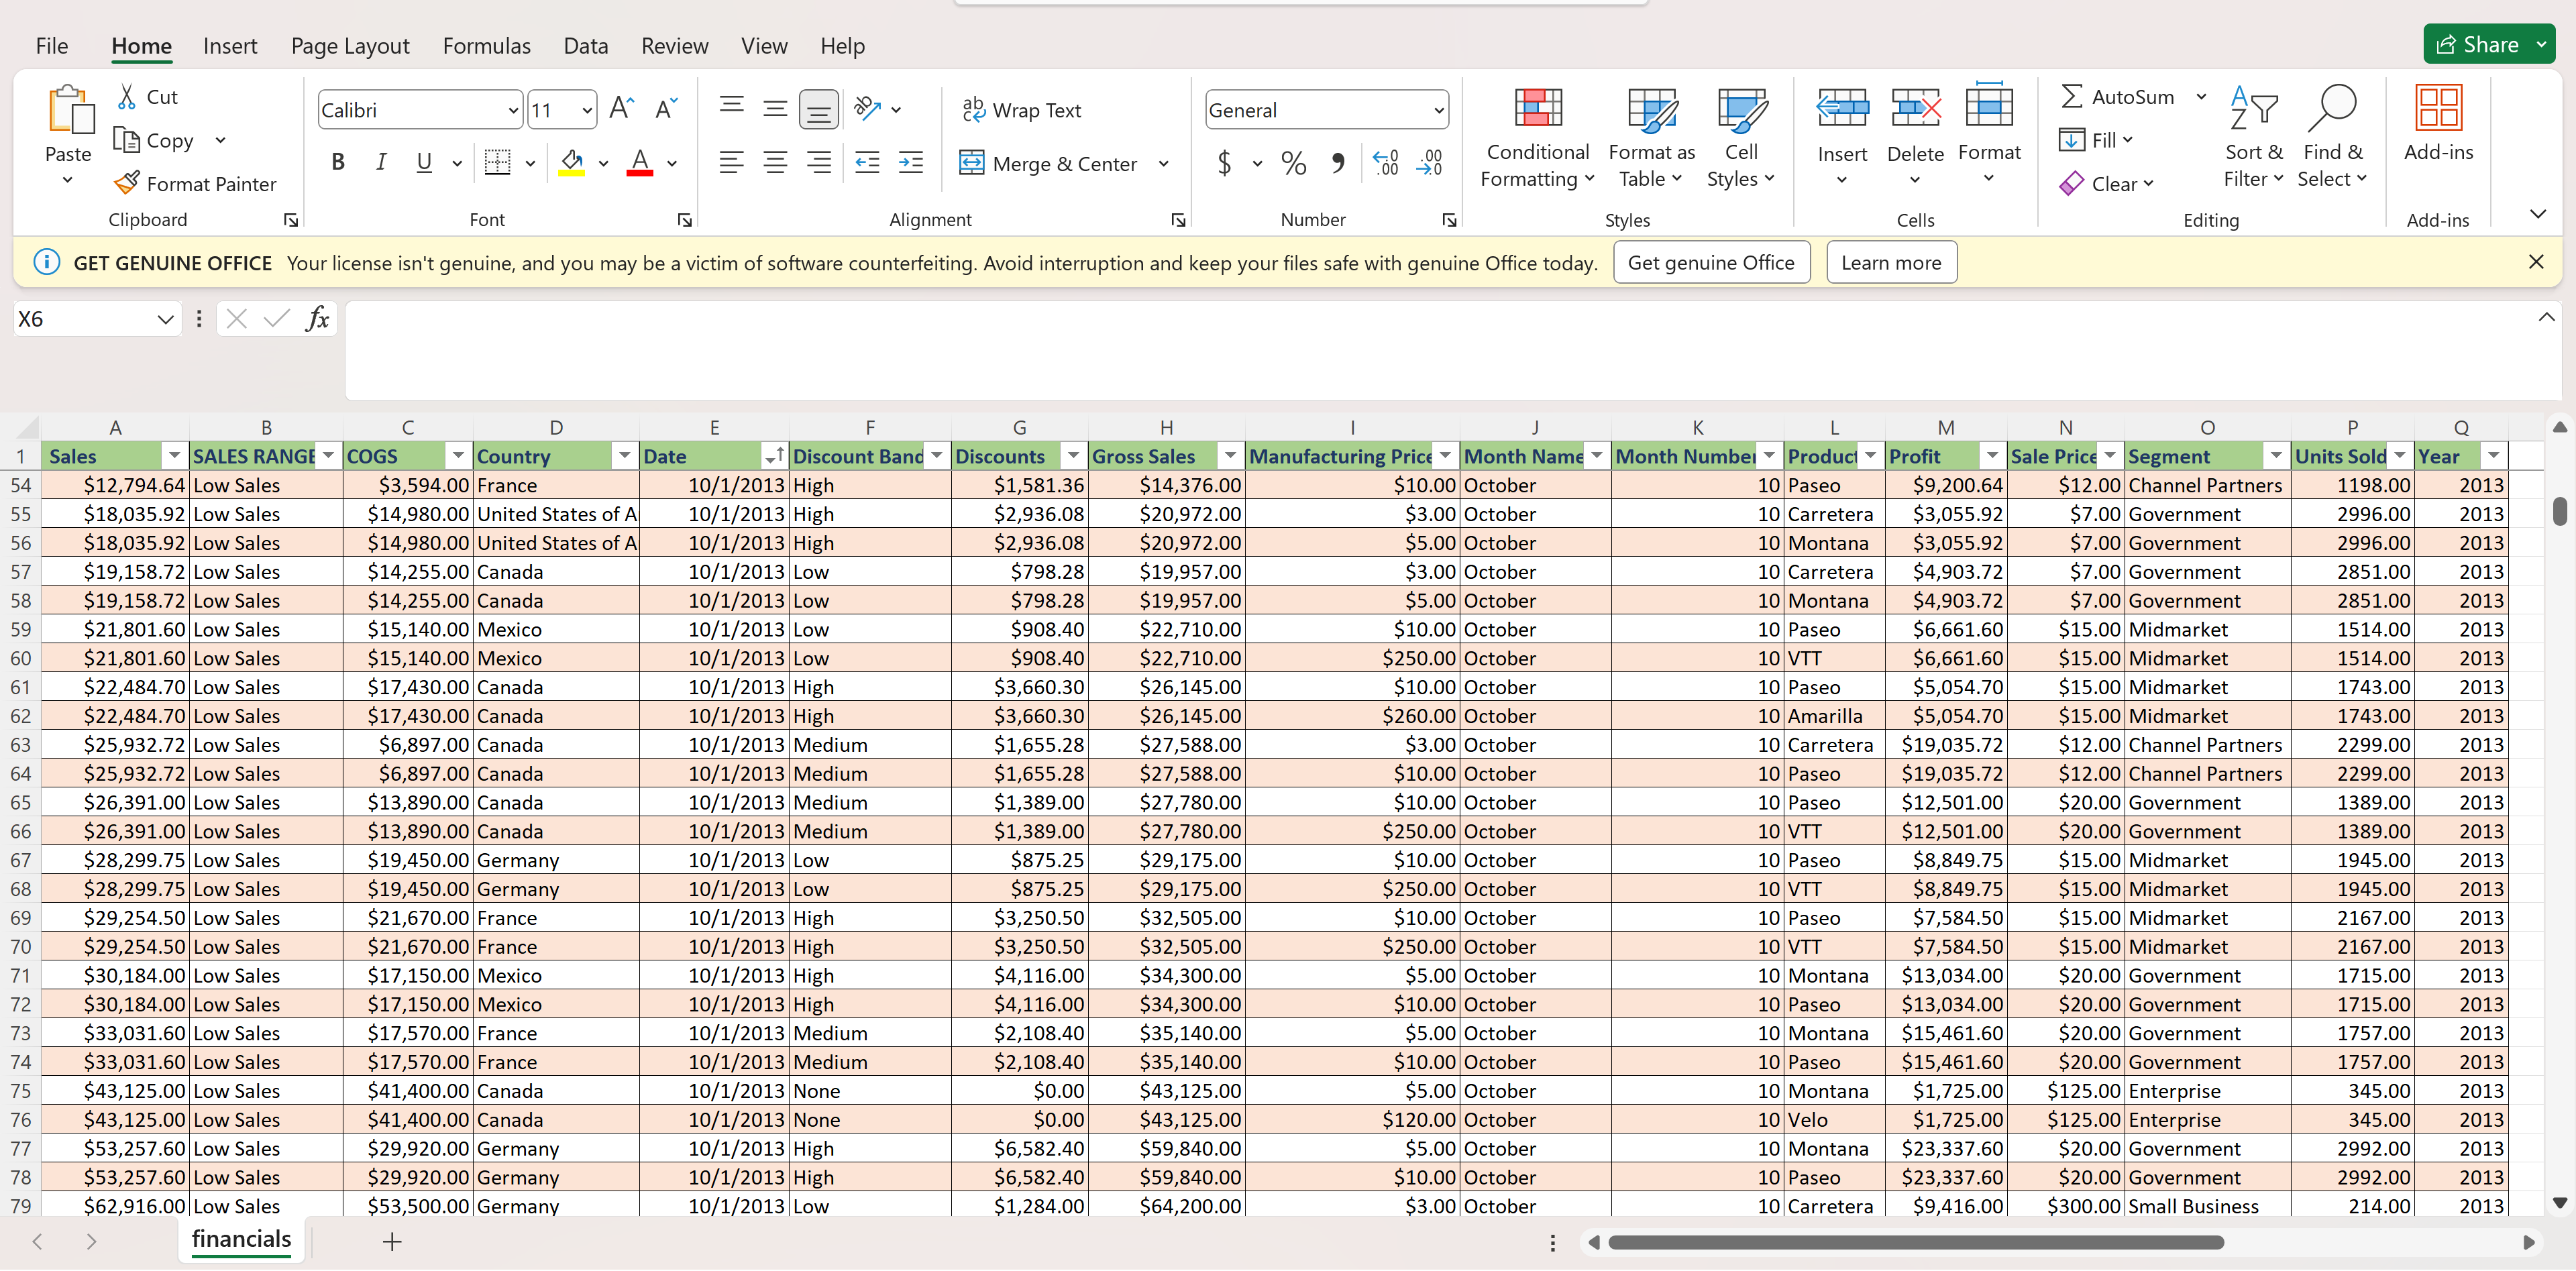 File Home Insert Page Layout Formulas Data Review View Help Share
Paste Cut Copy Format Painter Clipboard
Calibri 11 B I U A Font
Wrap Text Merge & Center Alignment
General $ % Number
Conditional Formatting Format as Table Cell Styles Styles
Insert Delete Format Cells
AutoSum Fill Clear Sort & Filter Find & Select Editing
Add-ins Add-ins
GET GENUINE OFFICE Your license isn't genuine, and you may be a victim of software counterfeiting. Avoid interruption and keep your files safe with genuine Office today. Get genuine Office Learn more
X6 fx
A B C D E F G H I J K L M N O P Q
1 Sales SALES RANGE COGS Country Date Discount Band Discounts Gross Sales Manufacturing Price Month Name Month Number Product Profit Sale Price Segment Units Sold Year
54 $12,794.64 Low Sales $3,594.00 France 10/1/2013 High $1,581.36 $14,376.00 $10.00 October 10 Paseo $9,200.64 $12.00 Channel Partners 1198.00 2013
55 $18,035.92 Low Sales $14,980.00 United States of A 10/1/2013 High $2,936.08 $20,972.00 $3.00 October 10 Carretera $3,055.92 $7.00 Government 2996.00 2013
56 $18,035.92 Low Sales $14,980.00 United States of A 10/1/2013 High $2,936.08 $20,972.00 $5.00 October 10 Montana $3,055.92 $7.00 Government 2996.00 2013
57 $19,158.72 Low Sales $14,255.00 Canada 10/1/2013 Low $798.28 $19,957.00 $3.00 October 10 Carretera $4,903.72 $7.00 Government 2851.00 2013
58 $19,158.72 Low Sales $14,255.00 Canada 10/1/2013 Low $798.28 $19,957.00 $5.00 October 10 Montana $4,903.72 $7.00 Government 2851.00 2013
59 $21,801.60 Low Sales $15,140.00 Mexico 10/1/2013 Low $908.40 $22,710.00 $10.00 October 10 Paseo $6,661.60 $15.00 Midmarket 1514.00 2013
60 $21,801.60 Low Sales $15,140.00 Mexico 10/1/2013 Low $908.40 $22,710.00 $250.00 October 10 VTT $6,661.60 $15.00 Midmarket 1514.00 2013
61 $22,484.70 Low Sales $17,430.00 Canada 10/1/2013 High $3,660.30 $26,145.00 $10.00 October 10 Paseo $5,054.70 $15.00 Midmarket 1743.00 2013
62 $22,484.70 Low Sales $17,430.00 Canada 10/1/2013 High $3,660.30 $26,145.00 $260.00 October 10 Amarilla $5,054.70 $15.00 Midmarket 1743.00 2013
63 $25,932.72 Low Sales $6,897.00 Canada 10/1/2013 Medium $1,655.28 $27,588.00 $3.00 October 10 Carretera $19,035.72 $12.00 Channel Partners 2299.00 2013
64 $25,932.72 Low Sales $6,897.00 Canada 10/1/2013 Medium $1,655.28 $27,588.00 $10.00 October 10 Paseo $19,035.72 $12.00 Channel Partners 2299.00 2013
65 $26,391.00 Low Sales $13,890.00 Canada 10/1/2013 Medium $1,389.00 $27,780.00 $10.00 October 10 Paseo $12,501.00 $20.00 Government 1389.00 2013
66 $26,391.00 Low Sales $13,890.00 Canada 10/1/2013 Medium $1,389.00 $27,780.00 $250.00 October 10 VTT $12,501.00 $20.00 Government 1389.00 2013
67 $28,299.75 Low Sales $19,450.00 Germany 10/1/2013 Low $875.25 $29,175.00 $10.00 October 10 Paseo $8,849.75 $15.00 Midmarket 1945.00 2013
68 $28,299.75 Low Sales $19,450.00 Germany 10/1/2013 Low $875.25 $29,175.00 $250.00 October 10 VTT $8,849.75 $15.00 Midmarket 1945.00 2013
69 $29,254.50 Low Sales $21,670.00 France 10/1/2013 High $3,250.50 $32,505.00 $10.00 October 10 Paseo $7,584.50 $15.00 Midmarket 2167.00 2013
70 $29,254.50 Low Sales $21,670.00 France 10/1/2013 High $3,250.50 $32,505.00 $250.00 October 10 VTT $7,584.50 $15.00 Midmarket 2167.00 2013
71 $30,184.00 Low Sales $17,150.00 Mexico 10/1/2013 High $4,116.00 $34,300.00 $5.00 October 10 Montana $13,034.00 $20.00 Government 1715.00 2013
72 $30,184.00 Low Sales $17,150.00 Mexico 10/1/2013 High $4,116.00 $34,300.00 $10.00 October 10 Paseo $13,034.00 $20.00 Government 1715.00 2013
73 $33,031.60 Low Sales $17,570.00 France 10/1/2013 Medium $2,108.40 $35,140.00 $5.00 October 10 Montana $15,461.60 $20.00 Government 1757.00 2013
74 $33,031.60 Low Sales $17,570.00 France 10/1/2013 Medium $2,108.40 $35,140.00 $10.00 October 10 Paseo $15,461.60 $20.00 Government 1757.00 2013
75 $43,125.00 Low Sales $41,400.00 Canada 10/1/2013 None $0.00 $43,125.00 $5.00 October 10 Montana $1,725.00 $125.00 Enterprise 345.00 2013
76 $43,125.00 Low Sales $41,400.00 Canada 10/1/2013 None $0.00 $43,125.00 $120.00 October 10 Velo $1,725.00 $125.00 Enterprise 345.00 2013
77 $53,257.60 Low Sales $29,920.00 Germany 10/1/2013 High $6,582.40 $59,840.00 $5.00 October 10 Montana $23,337.60 $20.00 Government 2992.00 2013
78 $53,257.60 Low Sales $29,920.00 Germany 10/1/2013 High $6,582.40 $59,840.00 $10.00 October 10 Paseo $23,337.60 $20.00 Government 2992.00 2013
79 $62,916.00 Low Sales $53,500.00 Germany 10/1/2013 Low $1,284.00 $64,200.00 $3.00 October 10 Carretera $9,416.00 $300.00 Small Business 214.00 2013
financials